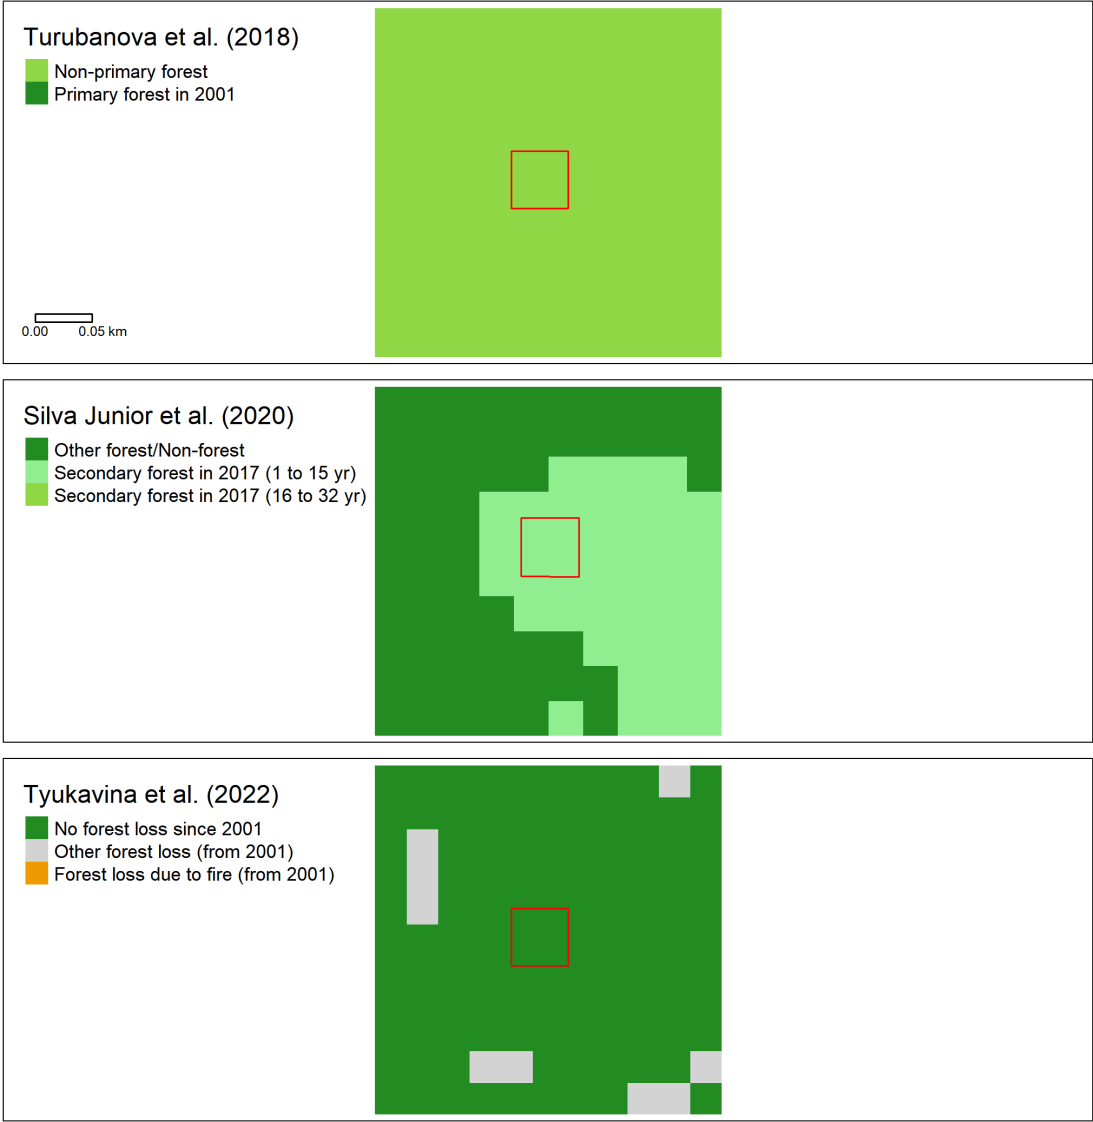 Turubanova et al. (2018)
Non-primary forest
Primary forest in 2001
0.00 0.05 km
Silva Junior et al. (2020)
Other forest/Non-forest
Secondary forest in 2017 (1 to 15 yr)
Secondary forest in 2017 (16 to 32 yr)
Tyukavina et al. (2022)
No forest loss since 2001
Other forest loss (from 2001)
Forest loss due to fire (from 2001)